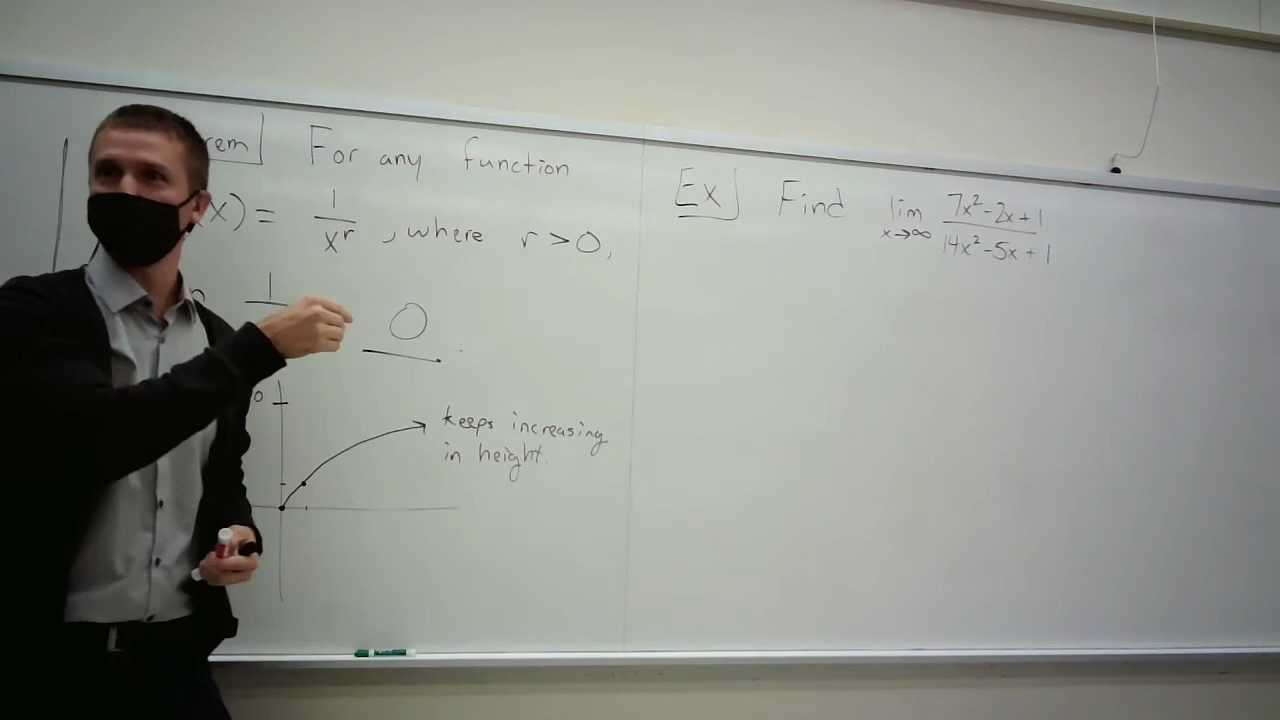 rem] For any function
(x) = 1/x^r , where r > 0,
1
0
0
keeps increasing
in height.
Ex] Find lim x→∞ (7x² - 2x + 1)/(14x² - 5x + 1)